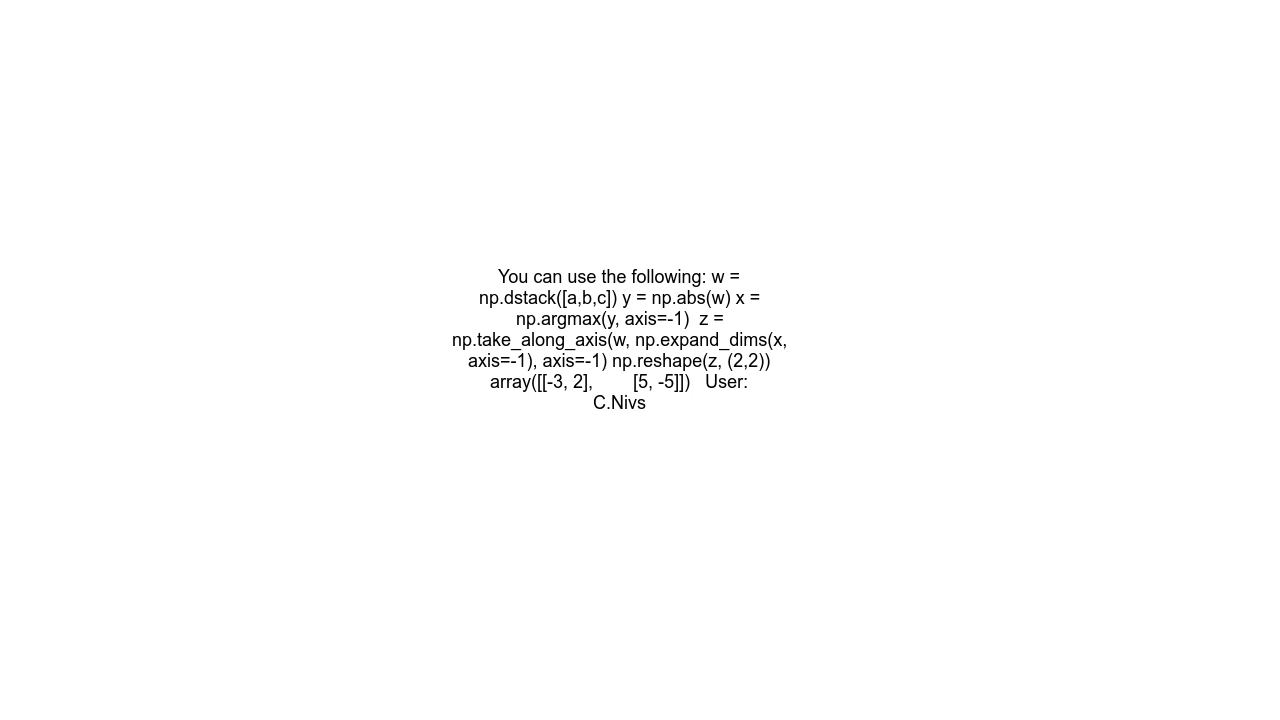 You can use the following: w =
np.dstack([a,b,c]) y = np.abs(w) x =
np.argmax(y, axis=-1)  z =
np.take_along_axis(w, np.expand_dims(x,
axis=-1), axis=-1) np.reshape(z, (2,2))
array([[-3, 2],        [5, -5]])   User:
C.Nivs